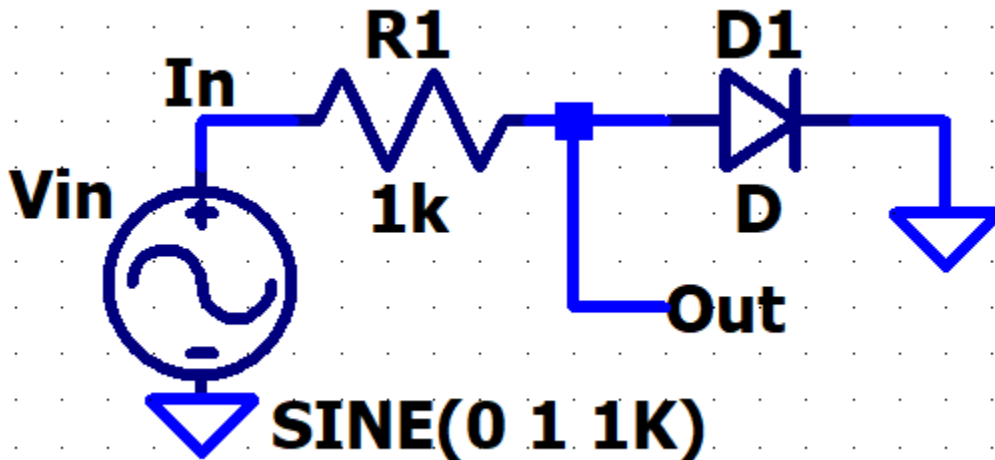 R1
D1
In
Vin
1k
D
Out
SINE(0 1 1K)